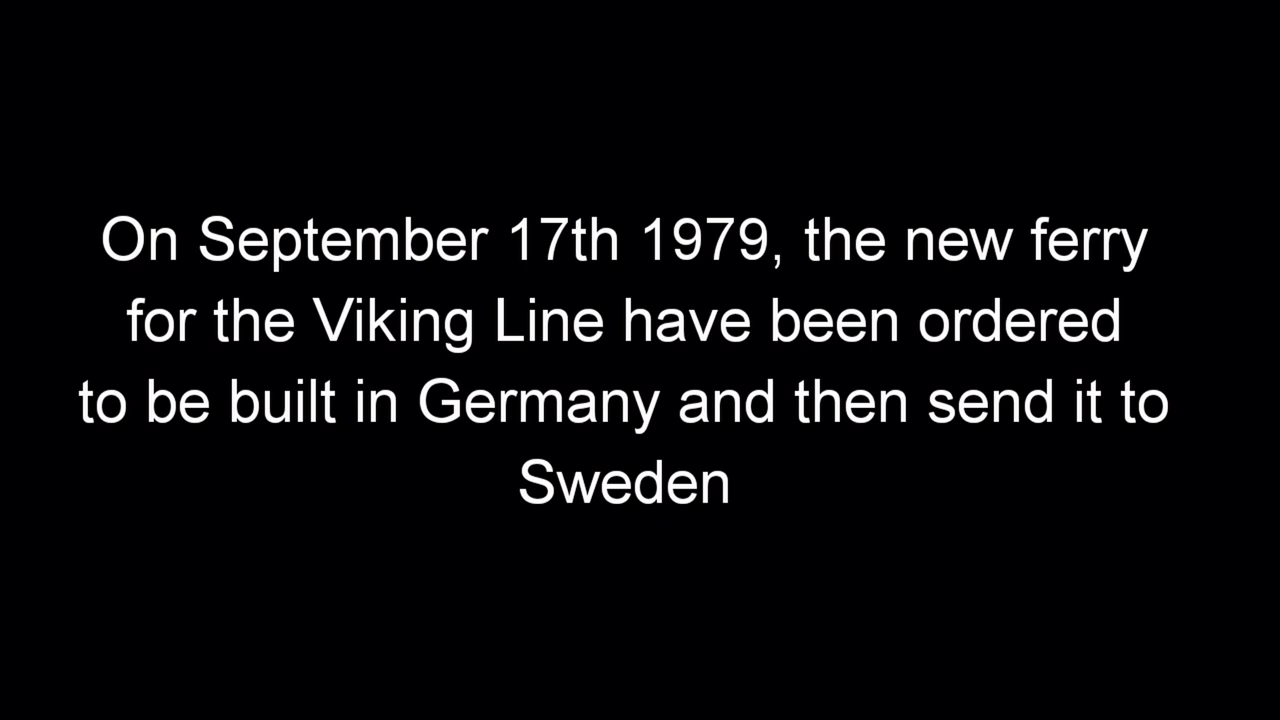 On September 17th 1979, the new ferry
for the Viking Line have been ordered
to be built in Germany and then send it to
Sweden